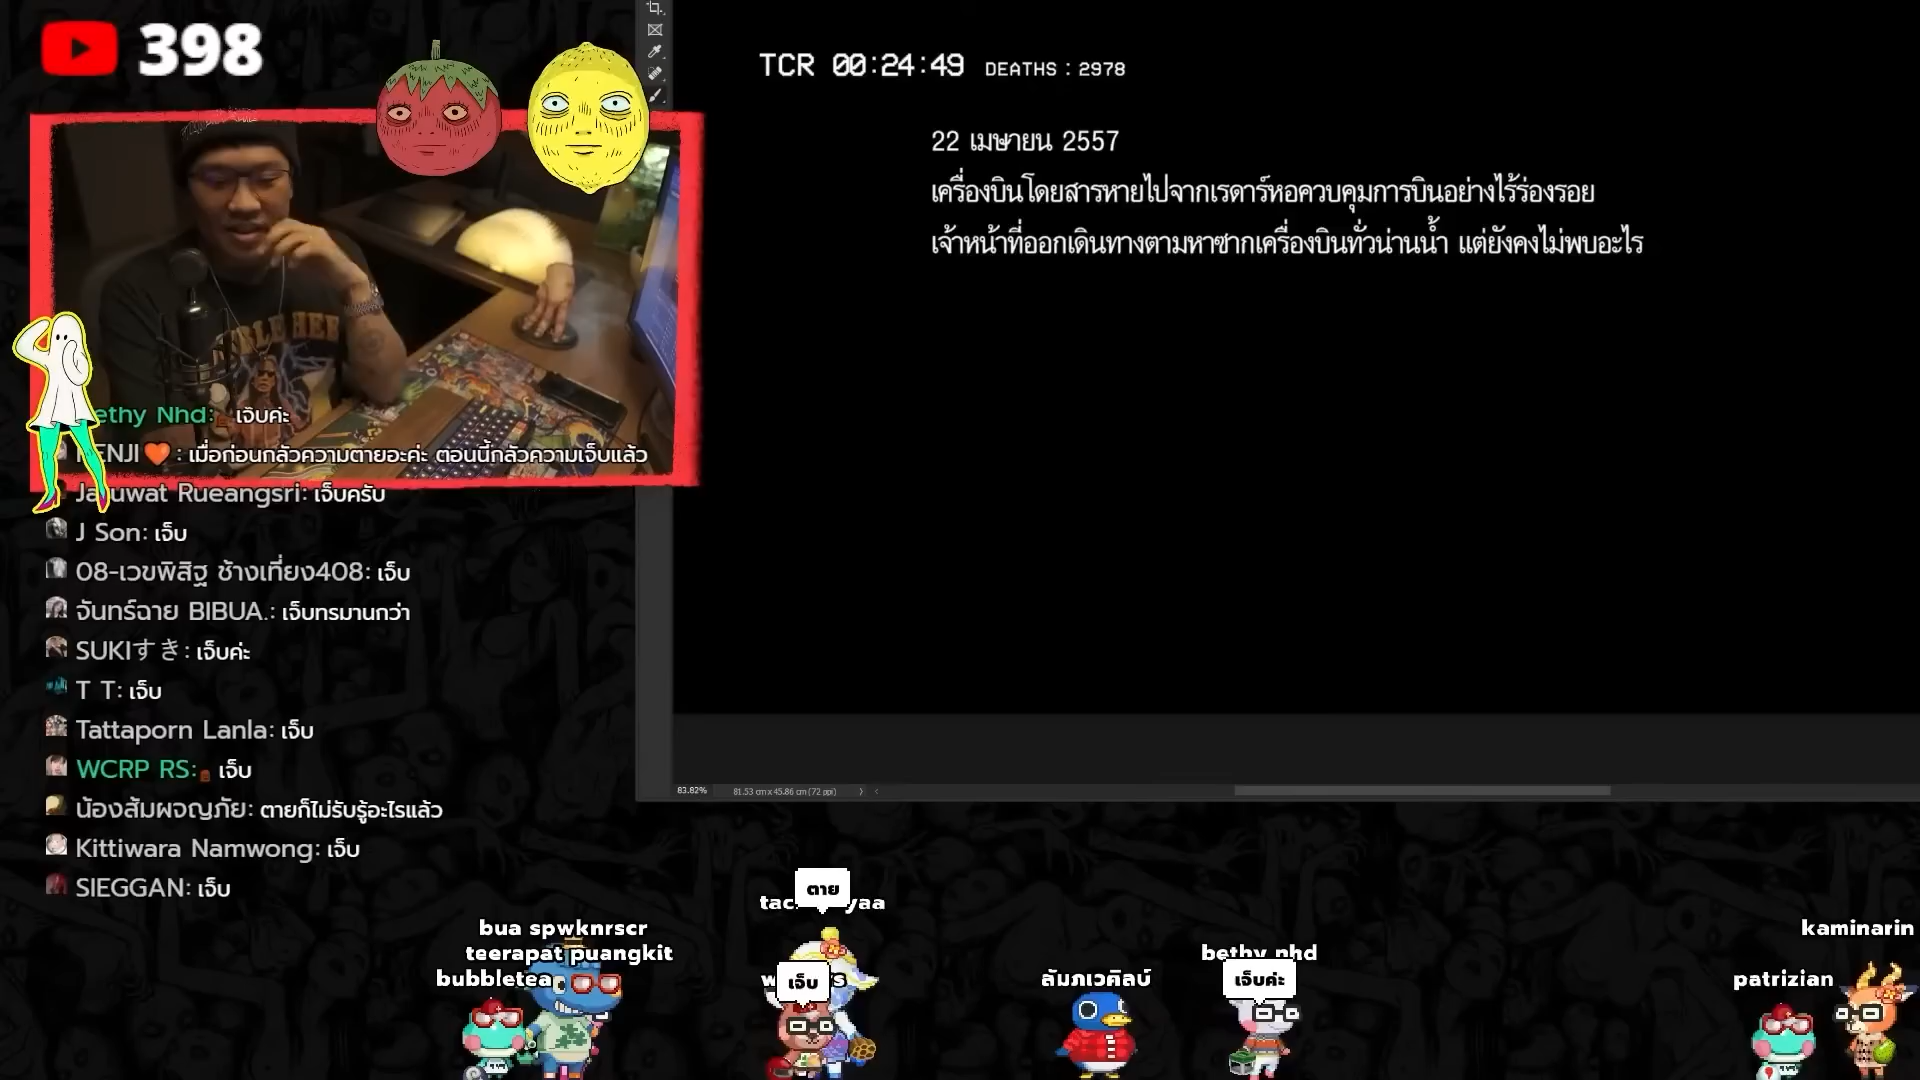 398
TCR 00:24:49 DEATHS : 2978
22 เมษายน 2557
เครื่องบินโดยสารหายไปจากเรดาร์หอควบคุมการบินอย่างไร้ร่องรอย
เจ้าหน้าที่ออกเดินทางตามหาซากเครื่องบินทั่วน่านน้ำ แต่ยังคงไม่พบอะไร
ethy Nhd: เจ๊บค่ะ
ENJI🧡 : เมื่อก่อนกลัวความตายอะค่ะ ตอนนี้กลัวความเจ็บแล้ว
Rueangsri: เจ็บครับ
J Son: เจ็บ
08-เวฃพิสิฐ ช้างเที่ยง408: เจ็บ
จันทร์ฉาย BIBUA.: เจ็บทรมานกว่า
SUKIすき: เจ็บค่ะ
T T: เจ็บ
Tattaporn Lanla: เจ็บ
WCRP RS: เจ็บ
น้องส้มผจญภัย: ตายก็ไม่รับรู้อะไรแล้ว
Kittiwara Namwong: เจ็บ
SIEGGAN: เจ็บ
83.82% 81.53 cm x 45.86 cm (72 ppi)
ตาย
bua spwknrscr
teerapat puangkit
bubbletea
เจ็บ
ลัมภเวศิลป์
bethy nhd
เจ็บค่ะ
kaminarin
patrizian